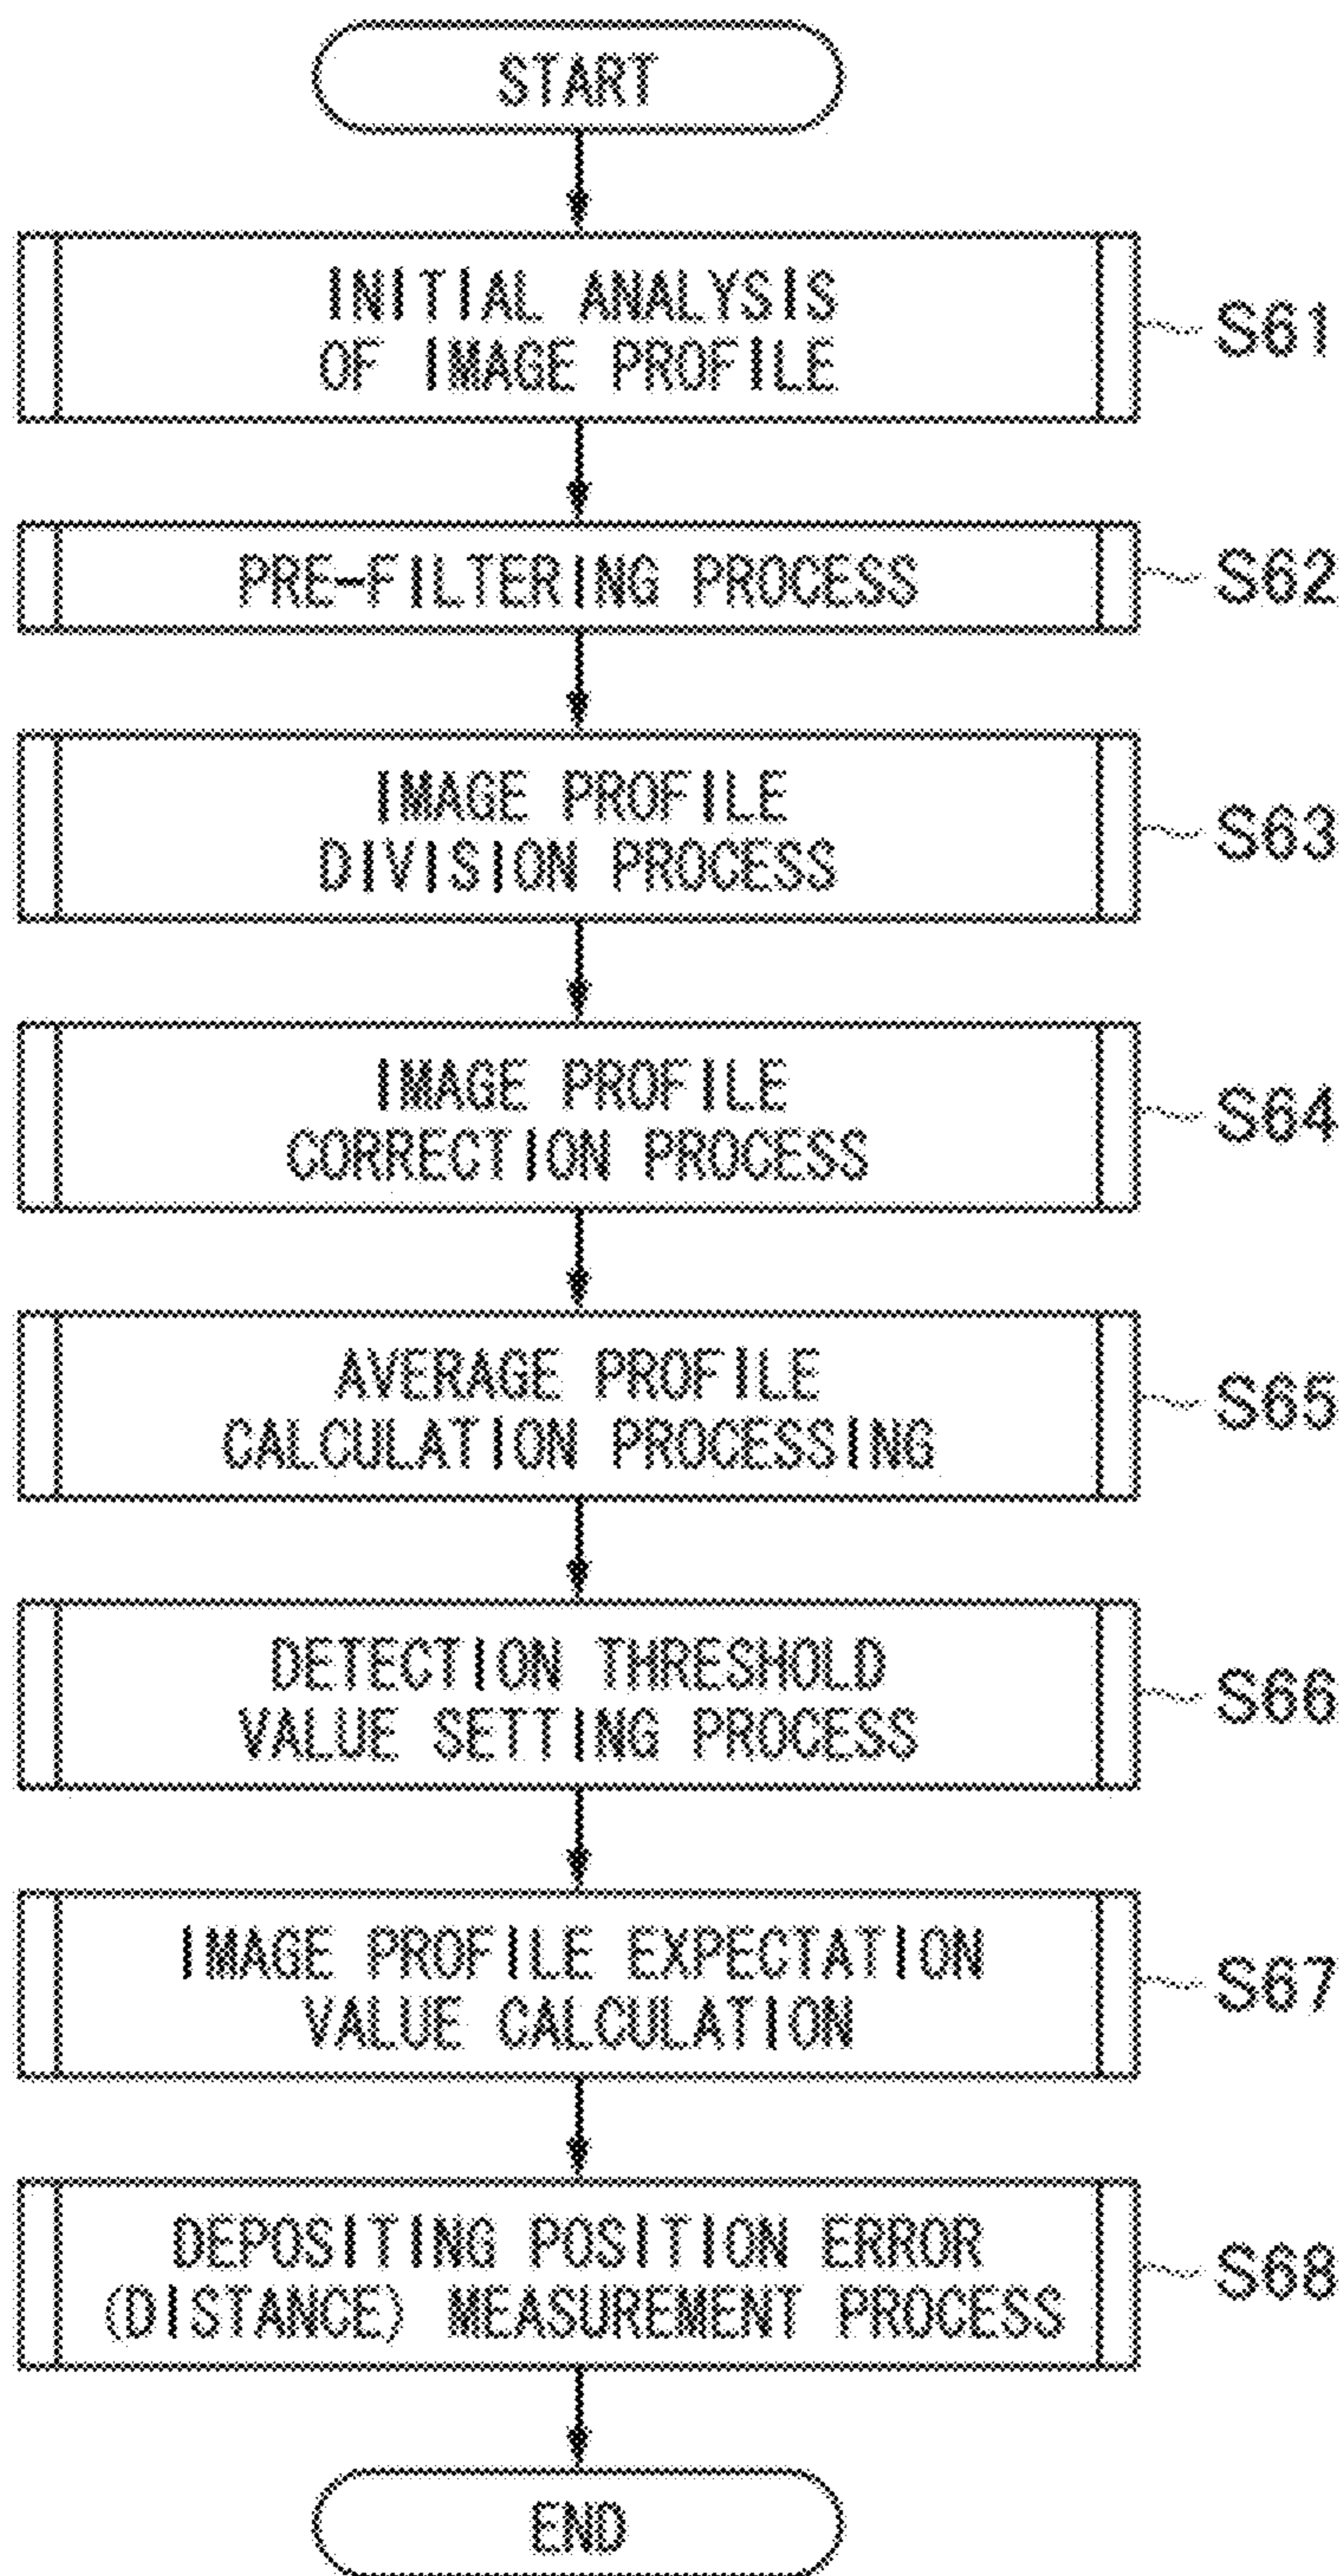 START
INITIAL ANALYSIS
OF IMAGE PROFILE
S61
PRE-FILTERING PROCESS
S62
IMAGE PROFILE
DIVISION PROCESS
S63
IMAGE PROFILE
CORRECTION PROCESS
S64
AVERAGE PROFILE
CALCULATION PROCESSING
S65
DETECTION THRESHOLD
VALUE SETTING PROCESS
S66
IMAGE PROFILE EXPECTATION
VALUE CALCULATION
S67
DEPOSITING POSITION ERROR
(DISTANCE) MEASUREMENT PROCESS
S68
END